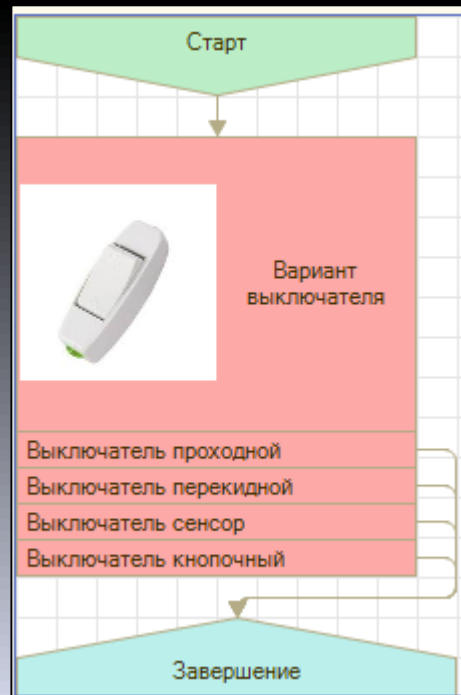 Старт
Вариант
выключателя
Выключатель проходной
Выключатель перекидной
Выключатель сенсор
Выключатель кнопочный
Завершение